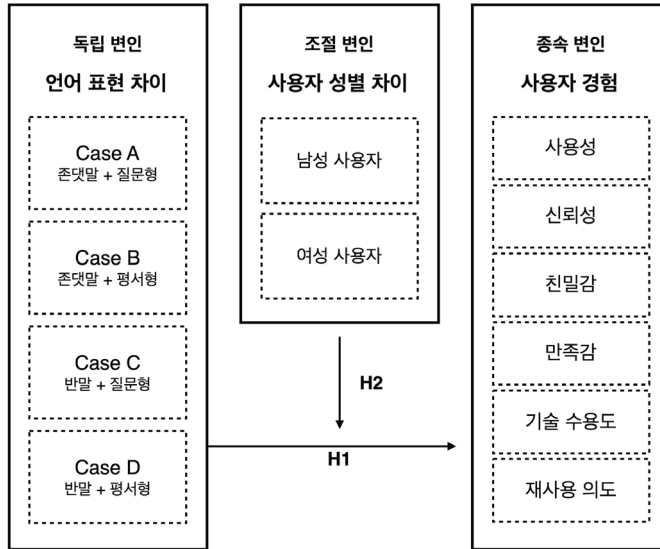 독립 변인
언어 표현 차이
Case A
존댓말 + 질문형
Case B
존댓말 + 평서형
Case C
반말 + 질문형
Case D
반말 + 평서형
조절 변인
사용자 성별 차이
남성 사용자
여성 사용자
H2
H1
종속 변인
사용자 경험
사용성
신뢰성
친밀감
만족감
기술 수용도
재사용 의도